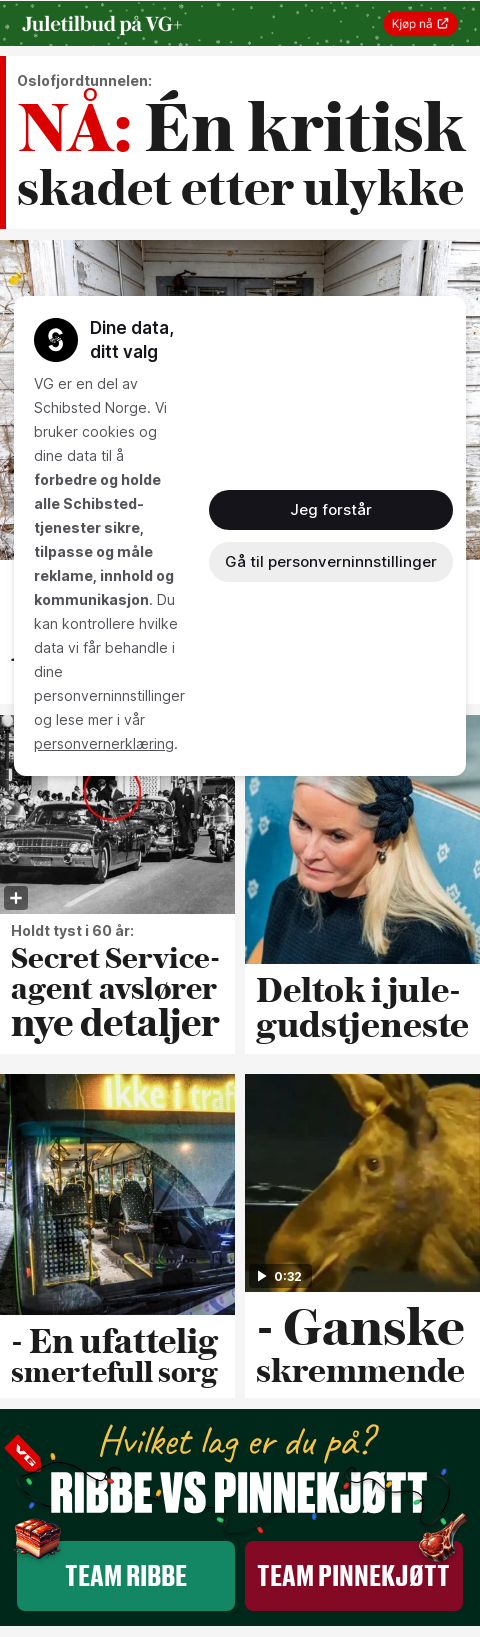 Juletilbud på VG+
Kjøp nå
Oslofjordtunnelen:
NÅ: Én kritisk
skadet etter ulykke
Dine data,
ditt valg
VG er en del av
Schibsted Norge. Vi
bruker cookies og
dine data til å
forbedre og holde
alle Schibsted-
tjenester sikre,
tilpasse og måle
reklame, innhold og
kommunikasjon. Du
kan kontrollere hvilke
data vi får behandle i
dine
personverninnstillinger
og lese mer i vår
personvernerklæring.
Jeg forstår
Gå til personverninnstillinger
Holdt tyst i 60 år:
Secret Service-
agent avslører
nye detaljer
Deltok i jule-
gudstjeneste
Ikke i traf
- En ufattelig
smertefull sorg
0:32
- Ganske
skremmende
Hvilket lag er du på?
VG
RIBBE VS PINNEKJØTT
TEAM RIBBE
TEAM PINNEKJØTT